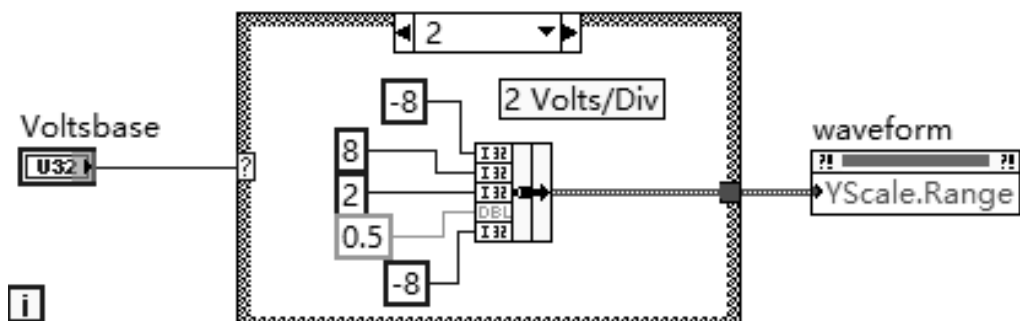 2
-8
2 Volts/Div
Voltsbase
U32
?
8
2
0.5
-8
I32
I32
I32
DBL
I32
waveform
?! ?!
YScale.Range
i